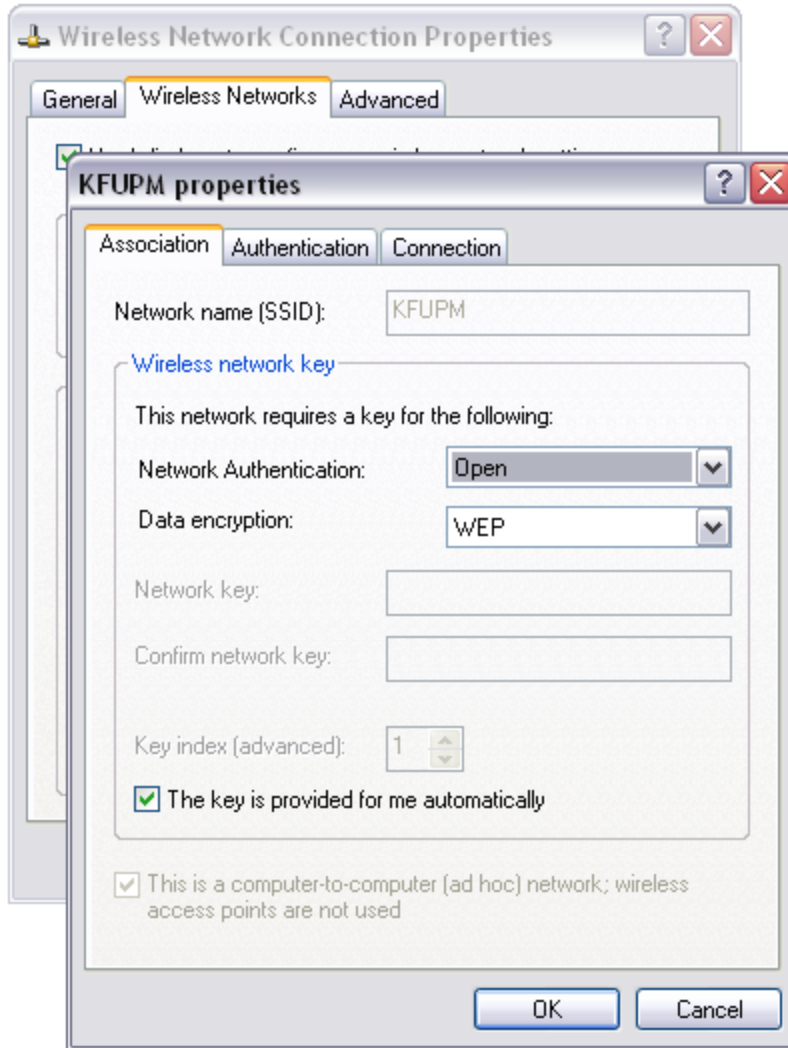 Wireless Network Connection Properties
General
Wireless Networks
Advanced
KFUPM properties
Association
Authentication
Connection
Network name (SSID):
KFUPM
Wireless network key
This network requires a key for the following:
Network Authentication:
Open
Data encryption:
WEP
Network key:
Confirm network key:
Key index (advanced):
1
The key is provided for me automatically
This is a computer-to-computer (ad hoc) network; wireless
access points are not used
OK
Cancel